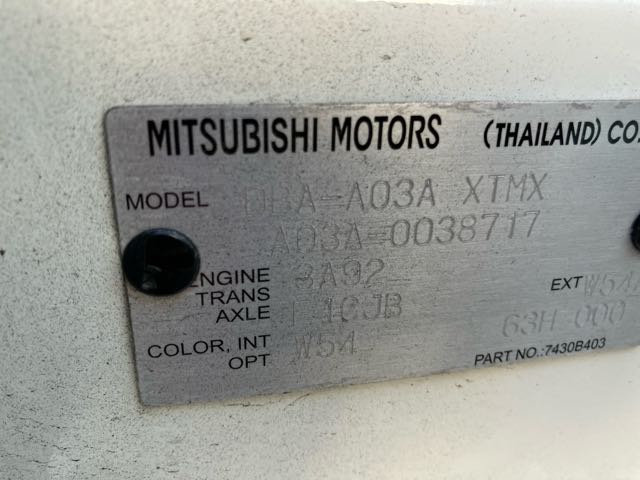 MITSUBISHI MOTORS (THAILAND) CO.
MODEL DBA-A03A XTMX
A03A-0038717
ENGINE 3A92
TRANS
AXLE F1CJB
EXT W54
COLOR, INT W54 63H 000
OPT
PART NO.:7430B403